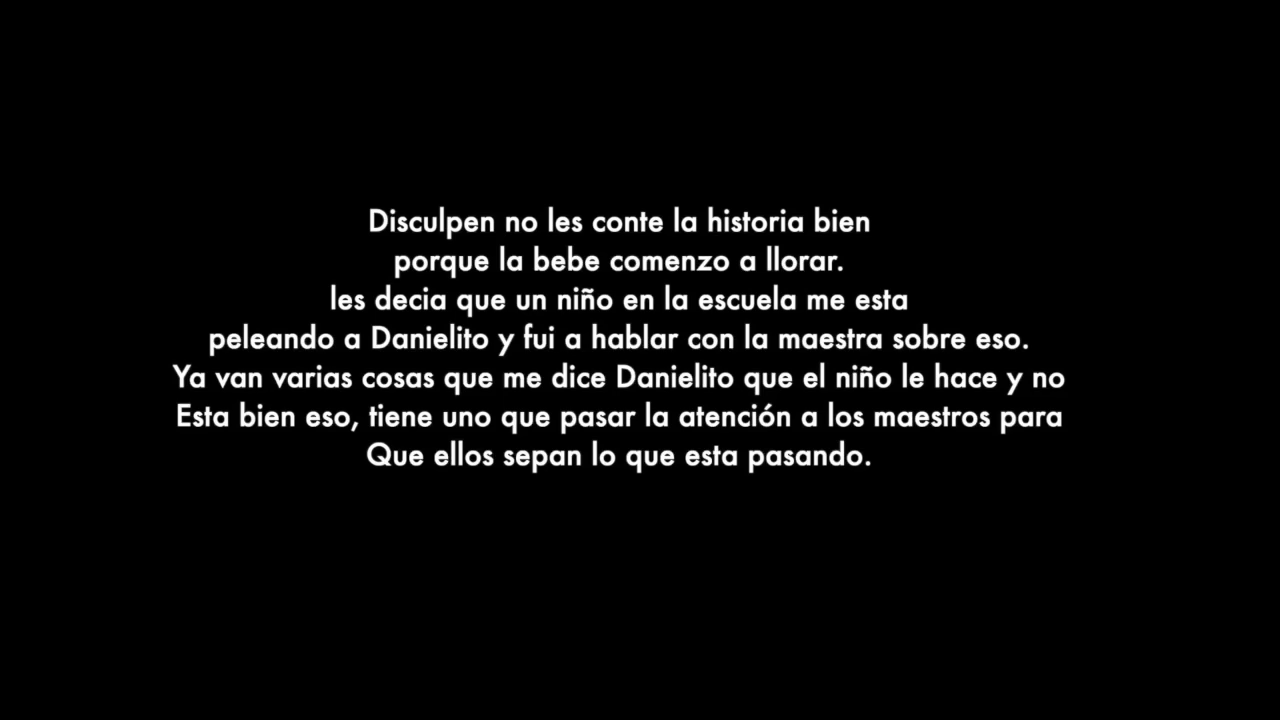 Disculpen no les conte la historia bien
porque la bebe comenzo a llorar.
les decia que un niño en la escuela me esta
peleando a Danielito y fui a hablar con la maestra sobre eso.
Ya van varias cosas que me dice Danielito que el niño le hace y no
Esta bien eso, tiene uno que pasar la atención a los maestros para
Que ellos sepan lo que esta pasando.